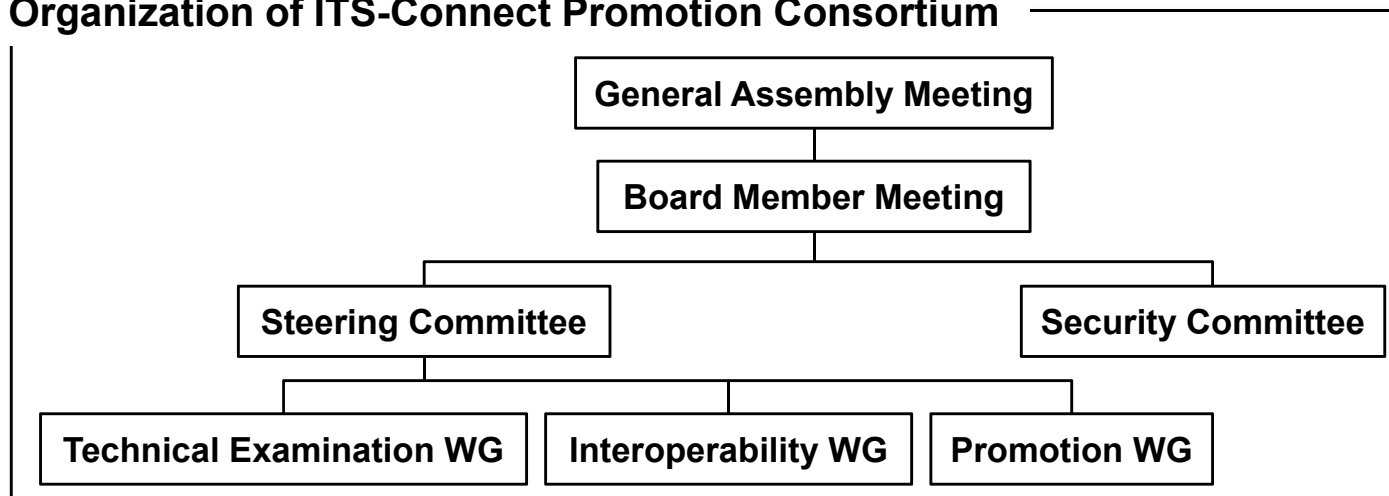 Organization of ITS-Connect Promotion Consortium
General Assembly Meeting
Board Member Meeting
Steering Committee
Security Committee
Technical Examination WG
Interoperability WG
Promotion WG